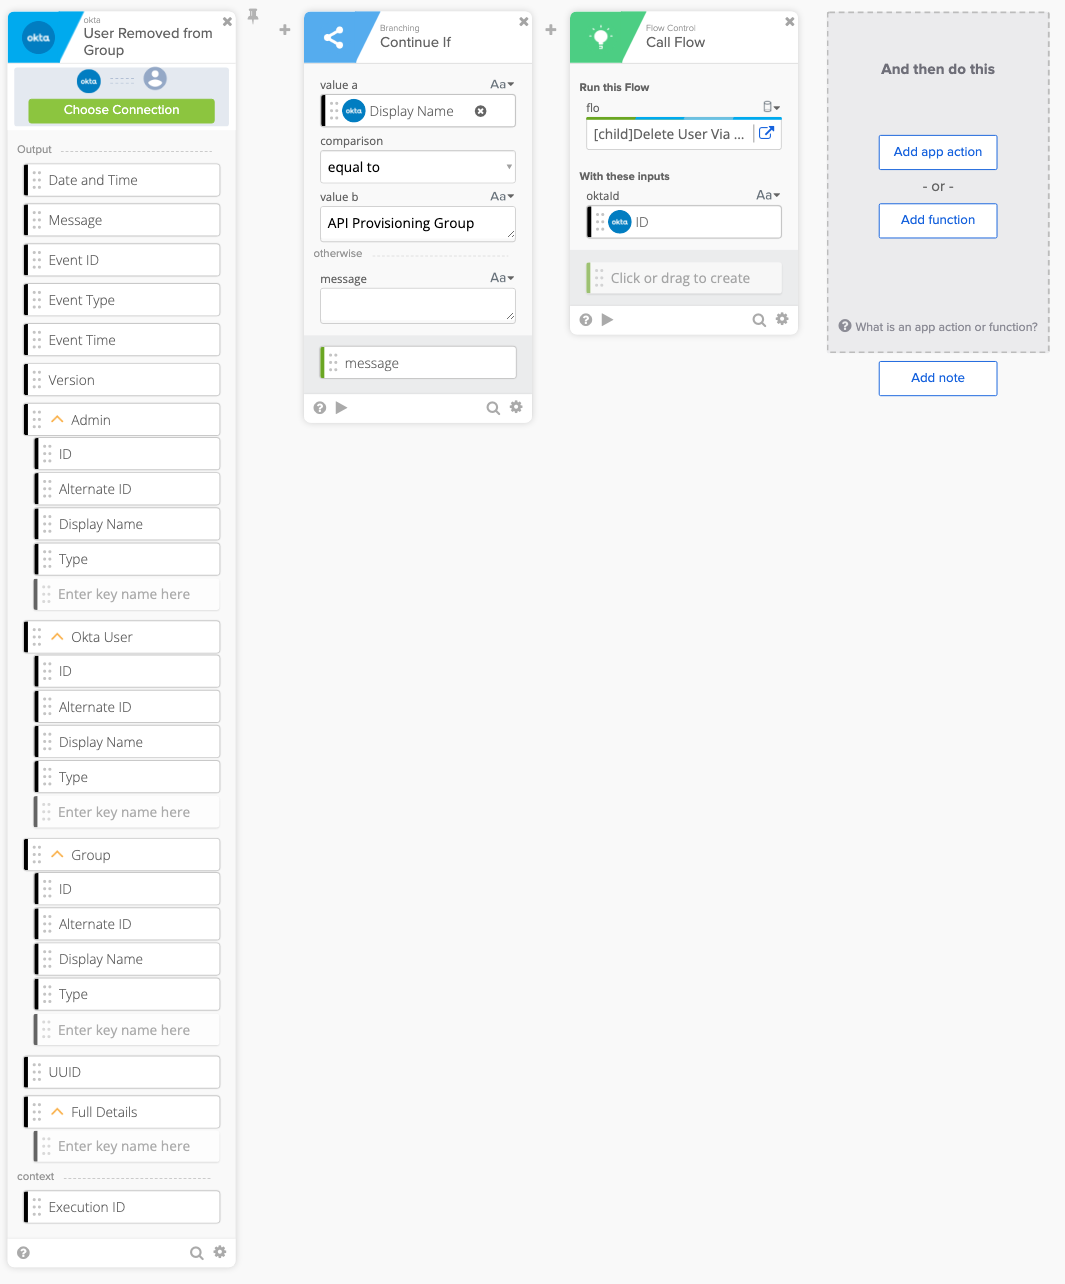 okta
okta
User Removed from
Group
okta
Choose Connection
Output
Date and Time
Message
Event ID
Event Type
Event Time
Version
Admin
ID
Alternate ID
Display Name
Type
Enter key name here
Okta User
ID
Alternate ID
Display Name
Type
Enter key name here
Group
ID
Alternate ID
Display Name
Type
Enter key name here
UUID
Full Details
Enter key name here
context
Execution ID
Branching
Continue If
value a
Aa
okta
Display Name
comparison
equal to
value b
Aa
API Provisioning Group
otherwise
message
Aa
message
Flow Control
Call Flow
Run this Flow
flo
[child]Delete User Via ...
With these inputs
oktaId
Aa
okta
ID
Click or drag to create
And then do this
Add app action
- or -
Add function
? What is an app action or function?
Add note